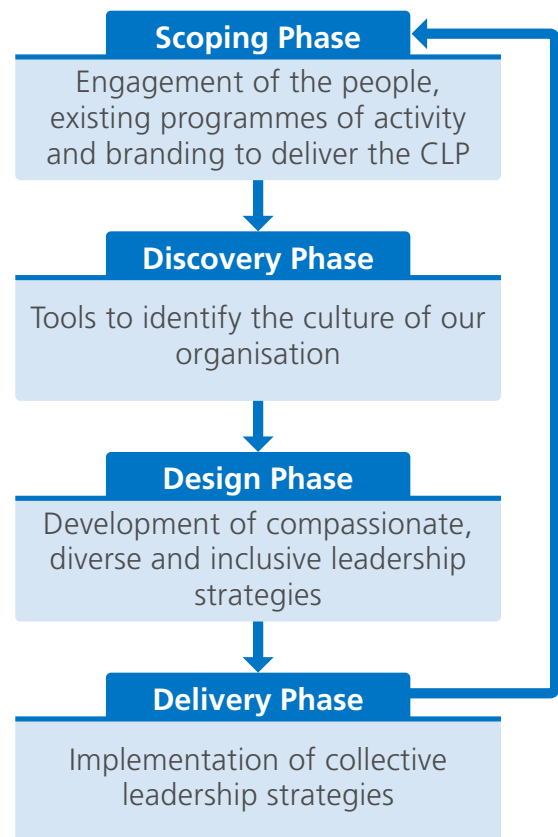 Scoping Phase
Engagement of the people,
existing programmes of activity
and branding to deliver the CLP
Discovery Phase
Tools to identify the culture of our
organisation
Design Phase
Development of compassionate,
diverse and inclusive leadership
strategies
Delivery Phase
Implementation of collective
leadership strategies